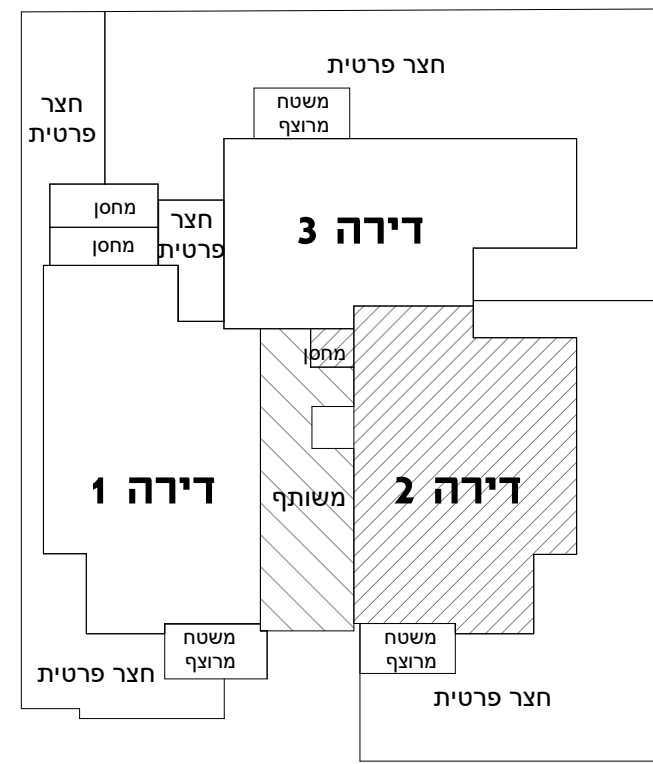 חצר פרטית
חצר
פרטית
משטח
מרוצף
מחסן
מחסן
חצר
פרטית
דירה 3
מחסן
דירה 1
משותף
דירה 2
משטח
מרוצף
משטח
מרוצף
חצר פרטית
חצר פרטית